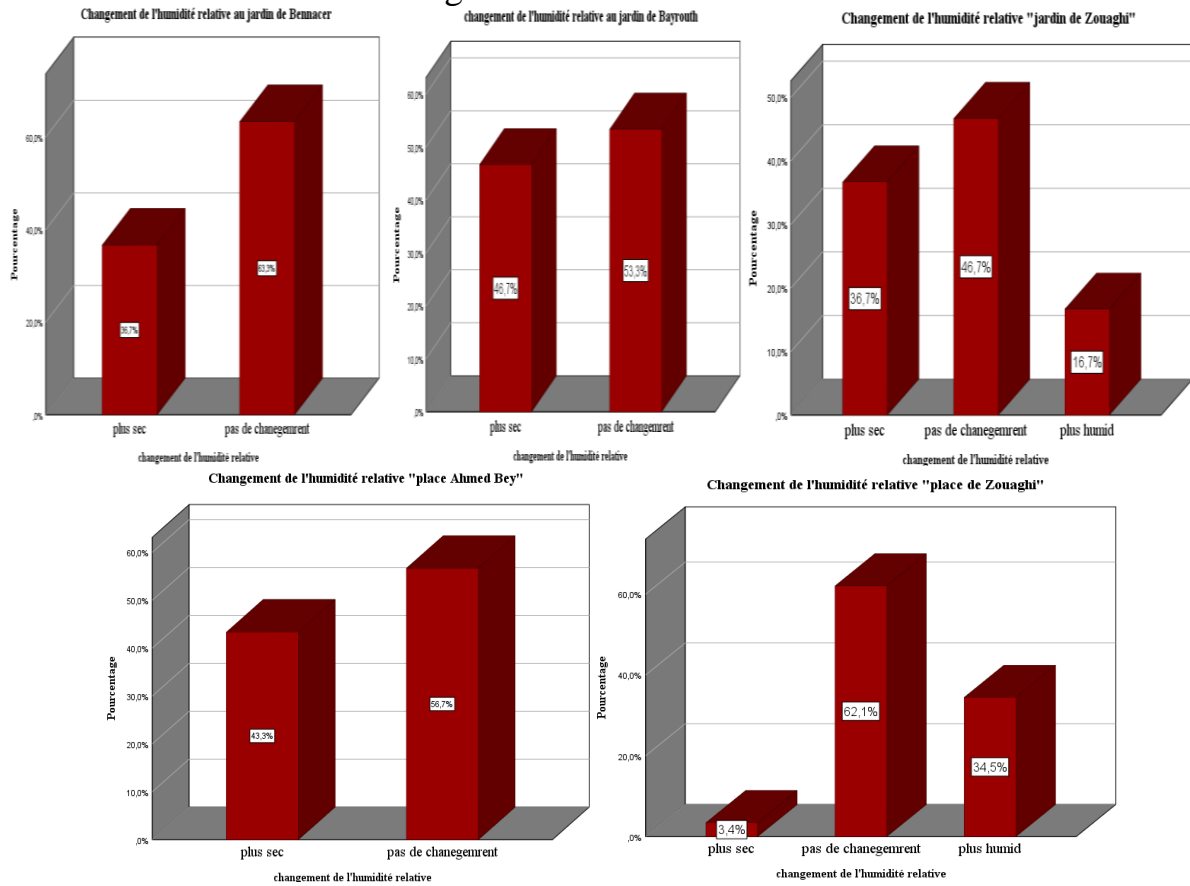 Changement de l'humidité relative au jardin de Bennacer
Pourcentage
60,0%
40,0%
20,0%
,0%
36,7%
63,3%
plus sec
pas de chanegemrent
changement de l'humidité relative
changement de l'humidité relative au jardin de Bayrouth
Pourcentage
60,0%
50,0%
40,0%
30,0%
20,0%
10,0%
,0%
46,7%
53,3%
plus sec
pas de chanegemrent
changement de l'humidité relative
Changement de l'humidité relative "jardin de Zouaghi"
Pourcentage
50,0%
40,0%
30,0%
20,0%
10,0%
,0%
36,7%
46,7%
16,7%
plus sec
pas de chanegemrent
plus humid
changement de l'humidité relative
Changement de l'humidité relative "place Ahmed Bey"
Pourcentage
60,0%
50,0%
40,0%
30,0%
20,0%
10,0%
,0%
43,3%
56,7%
plus sec
pas de chanegemrent
changement de l'humidité relative
Changement de l'humidité relative "place de Zouaghi"
Pourcentage
60,0%
40,0%
20,0%
,0%
3,4%
62,1%
34,5%
plus sec
pas de chanegemrent
plus humid
changement de l'humidité relative